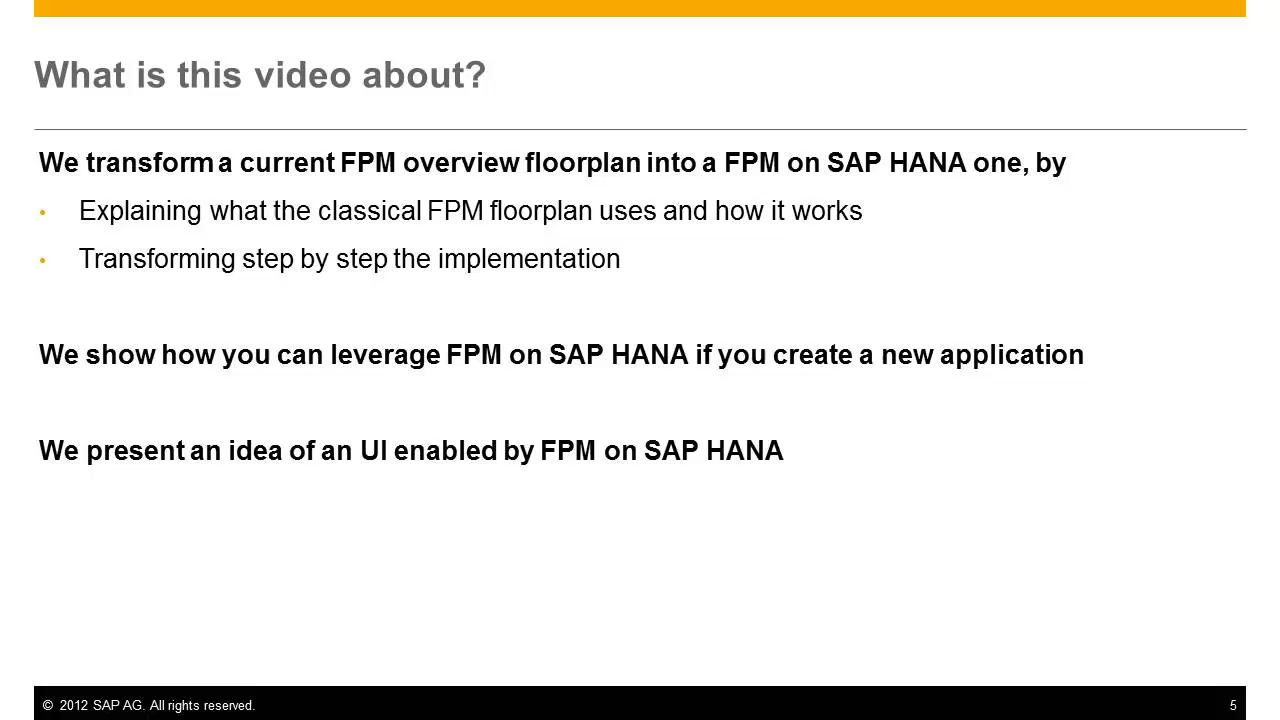 What is this video about?
We transform a current FPM overview floorplan into a FPM on SAP HANA one, by
• Explaining what the classical FPM floorplan uses and how it works
• Transforming step by step the implementation
We show how you can leverage FPM on SAP HANA if you create a new application
We present an idea of an UI enabled by FPM on SAP HANA
© 2012 SAP AG. All rights reserved. 5